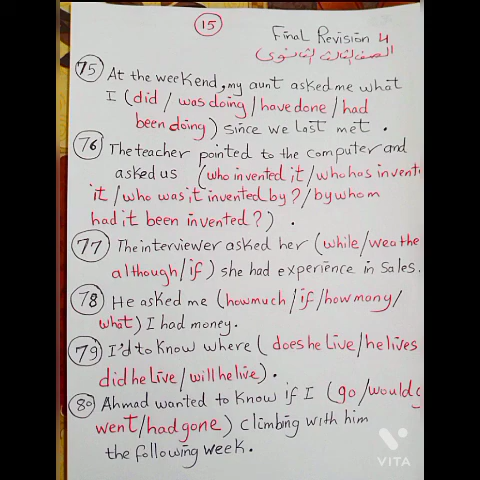 15
Final Revision 4
الصف الثالث الثانوى
75 At the weekend, my aunt asked me what
I (did / was doing / have done / had
been doing) since we last met.
76 The teacher pointed to the computer and
asked us (who invented it / who has invent
it / who was it invented by? / by whom
had it been invented?).
77 The interviewer asked her (while / weathe
although / if) she had experience in sales.
78 He asked me (how much / if / how many /
what) I had money.
79 I'd to know where (does he live / he lives
did he live / will he live).
80 Ahmad wanted to know if I (go / would g
went / had gone) climbing with him
the following week.
VITA